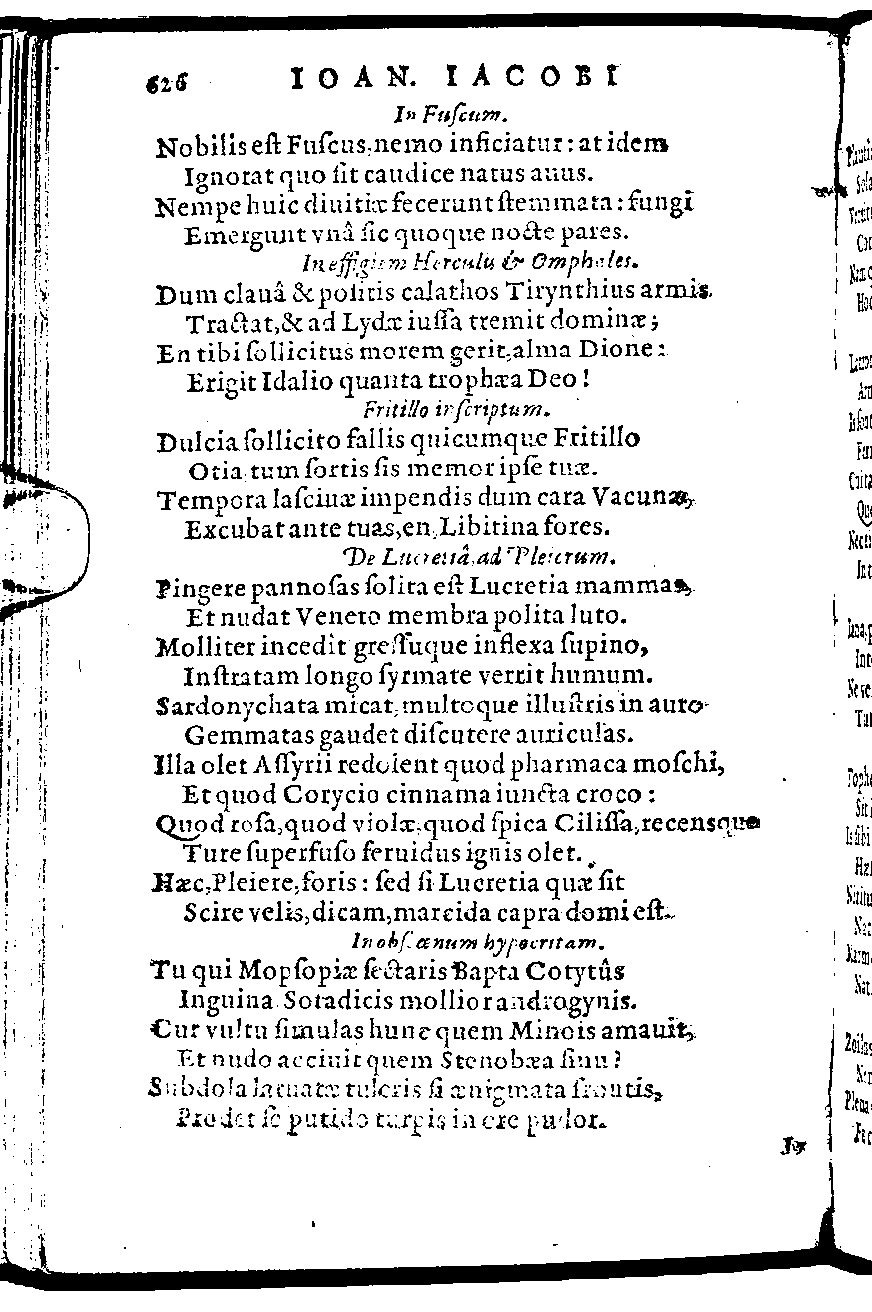 626 IOAN. IACOBI
In Fuſcum.
Nobilis eſt Fuſcus, nemo inficiatur: at idem
Ignorat quo ſit caudice natus auus.
Nempe huic diuitiæ fecerunt ſtemmata: fungi
Emergunt vnâ ſic quoque nocte pares.
In effigiem Herculis & Omphales.
Dum clauâ & politis calathos Tirynthius armis.
Tractat, & ad Lydæ iuſſa tremit dominæ;
En tibi ſollicitus morem gerit, alma Dione:
Erigit Idalio quanta trophæa Deo!
Fritillo inſcriptum.
Dulcia ſollicito fallis quicumque Fritillo
Otia tum ſortis ſis memor ipſe tuæ.
Tempora laſciuæ impendis dum cara Vacunæ,
Excubat ante tuas, en, Libitina fores.
De Lucretiâ, ad Pleierum.
Pingere pannoſas ſolita eſt Lucretia mammas,
Et nudat Veneto membra polita luto.
Molliter incedit greſſuque inflexa ſupino,
Inſtratam longo ſyrmate verrit humum.
Sardonychata micat, multoque illuſtris in auro
Gemmatas gaudet diſcutere auriculas.
Illa olet Aſſyrii redolent quod pharmaca moſchi,
Et quod Corycio cinnama iuncta croco:
Quod roſa, quod violæ, quod ſpica Ciliſſa, recensque
Ture ſuperfuſo feruidus ignis olet.
Hæc, Pleiere, foris: ſed ſi Lucretia quæ ſit
Scire velis, dicam, marcida capra domi eſt.
In obſcœnum hypocritam.
Tu qui Mopſopiæ ſectaris Bapta Cotytûs
Inguina Sotadicis mollior androgynis.
Cur vultu ſimulas hunc quem Minois amauit,
Et nudo acciuit quem Stenobæa ſinu?
Subdola laruatæ tuleris ſi ænigmata frontis,
Prodet ſe putido turpis in ore pudor.